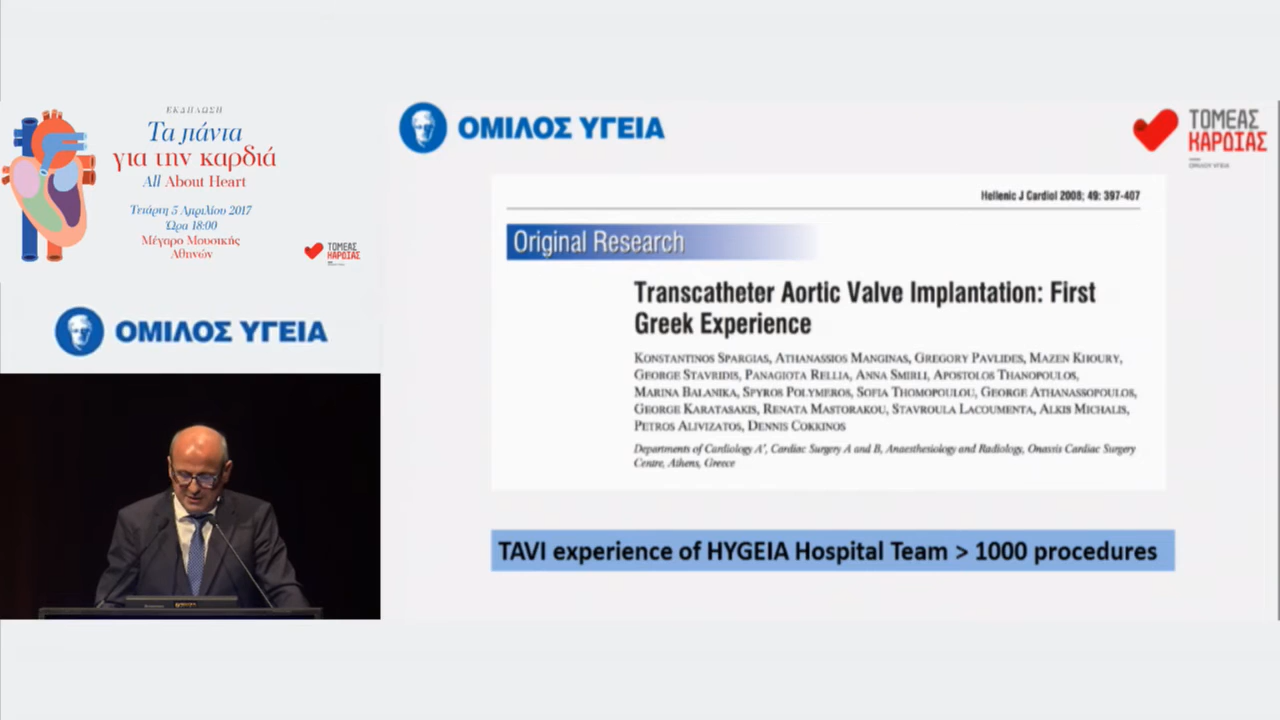 ΕΚΔΗΛΩΣΗ
Τα πάντα
για την καρδιά
All About Heart
Τετάρτη 5 Απριλίου 2017
Ώρα 18:00
Μέγαρο Μουσικής
Αθηνών
ΤΟΜΕΑΣ
ΚΑΡΔΙΑΣ
ΟΜΙΛΟΣ ΥΓΕΙΑ
ΟΜΙΛΟΣ ΥΓΕΙΑ
ΤΟΜΕΑΣ
ΚΑΡΔΙΑΣ
ΟΜΙΛΟΥ ΥΓΕΙΑ
Hellenic J Cardiol 2008; 49: 397-407
Original Research
Transcatheter Aortic Valve Implantation: First
Greek Experience
KONSTANTINOS SPARGIAS, ATHANASSIOS MANGINAS, GREGORY PAVLIDES, MAZEN KHOURY,
GEORGE STAVRIDIS, PANAGIOTA RELLIA, ANNA SMIRLI, APOSTOLOS THANOPOULOS,
MARINA BALANIKA, SPYROS POLYMEROS, SOFIA THOMOPOULOU, GEORGE ATHANASSOPOULOS,
GEORGE KARATASAKIS, RENATA MASTORAKOU, STAVROULA LACOUMENTA, ALKIS MICHALIS,
PETROS ALIVIZATOS, DENNIS COKKINOS
Departments of Cardiology A', Cardiac Surgery A and B, Anaesthesiology and Radiology, Onassis Cardiac Surgery
Centre, Athens, Greece
TAVI experience of HYGEIA Hospital Team > 1000 procedures